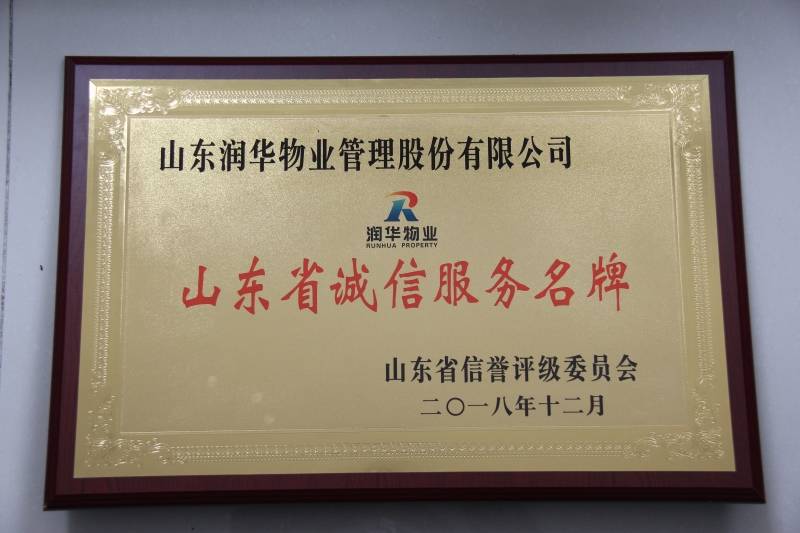 山东润华物业管理股份有限公司
润华物业
RUNHUA PROPERTY
山东省诚信服务名牌
山东省信誉评级委员会
二〇一八年十二月